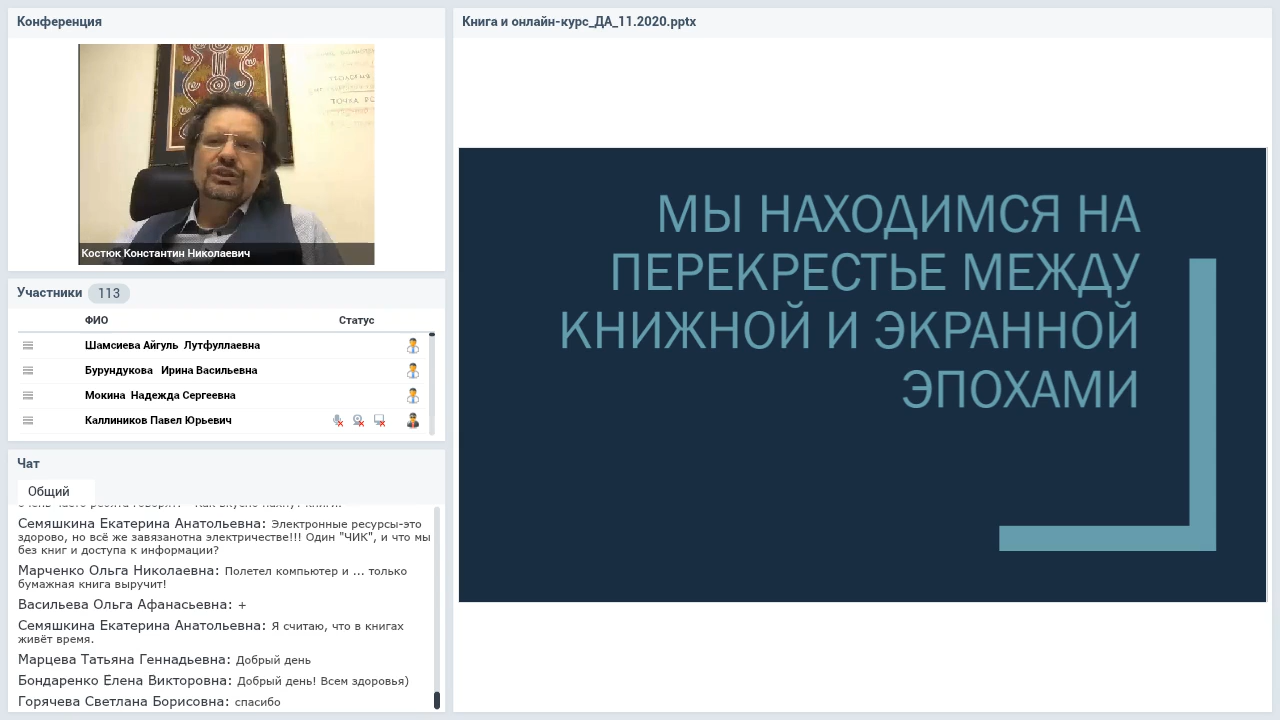 Конференция
Костюк Константин Николаевич
Участники 113
ФИО Статус
Шамсиева Айгуль Лутфуллаевна
Бурундукова Ирина Васильевна
Мокина Надежда Сергеевна
Каллиников Павел Юрьевич
Чат
Общий
Семяшкина Екатерина Анатольевна: Электронные ресурсы-это
здорово, но всё же завязанотна электричестве!!! Один "ЧИК", и что мы
без книг и доступа к информации?
Марченко Ольга Николаевна: Полетел компьютер и ... только
бумажная книга выручит!
Васильева Ольга Афанасьевна: +
Семяшкина Екатерина Анатольевна: Я считаю, что в книгах
живёт время.
Марцева Татьяна Геннадьевна: Добрый день
Бондаренко Елена Викторовна: Добрый день! Всем здоровья)
Горячева Светлана Борисовна: спасибо
Книга и онлайн-курс_ДА_11.2020.pptx
МЫ НАХОДИМСЯ НА
ПЕРЕКРЕСТЬЕ МЕЖДУ
КНИЖНОЙ И ЭКРАННОЙ
ЭПОХАМИ